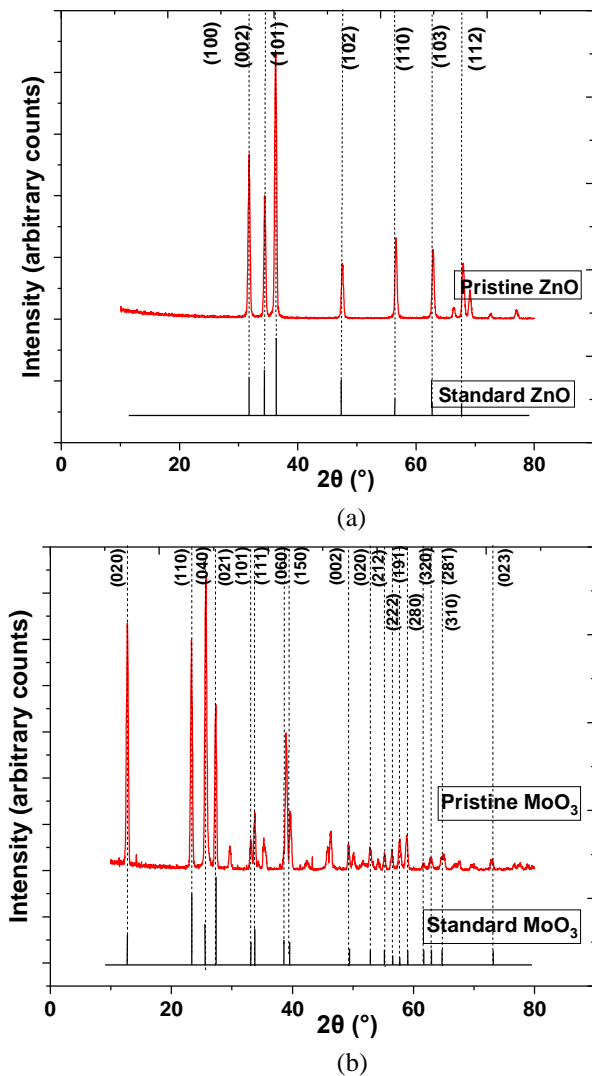 (100)
(002)
(101)
(102)
(110)
(103)
(112)
Intensity (arbitrary counts)
Pristine ZnO
Standard ZnO
0 20 40 60 80
2θ (°)
(a)
(020)
(110)
(040)
(021)
(101)
(111)
(060)
(150)
(002)
(020)
(212)
(222)
(191)
(280)
(320)
(310)
(281)
(023)
Intensity (arbitrary counts)
Pristine MoO₃
Standard MoO₃
0 20 40 60 80
2θ (°)
(b)